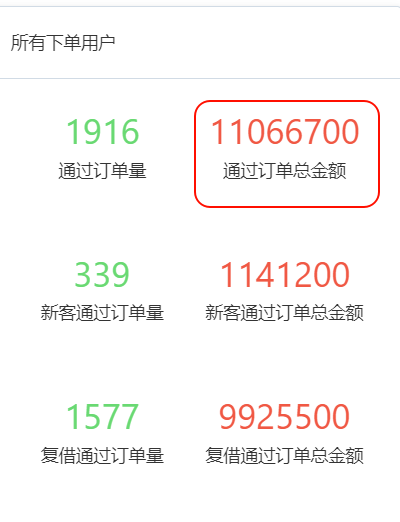 所有下单用户
1916 11066700
通过订单量 通过订单总金额
339 1141200
新客通过订单量 新客通过订单总金额
1577 9925500
复借通过订单量 复借通过订单总金额